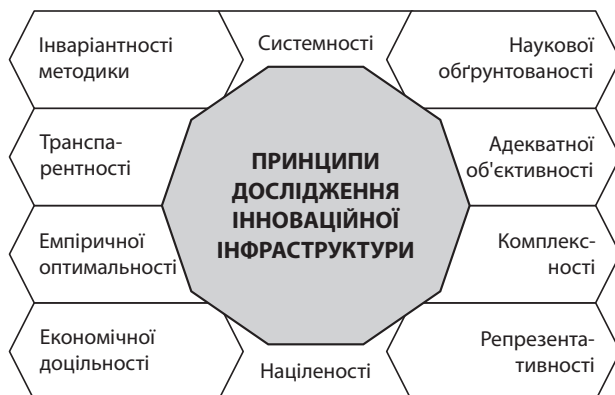 Інваріантності
методики
Системності
Наукової
обґрунтованості
Транспа-
рентності
Адекватної
об'єктивності
ПРИНЦИПИ
ДОСЛІДЖЕННЯ
ІННОВАЦІЙНОЇ
ІНФРАСТРУКТУРИ
Емпіричної
оптимальності
Комплекс-
ності
Економічної
доцільності
Націленості
Репрезента-
тивності